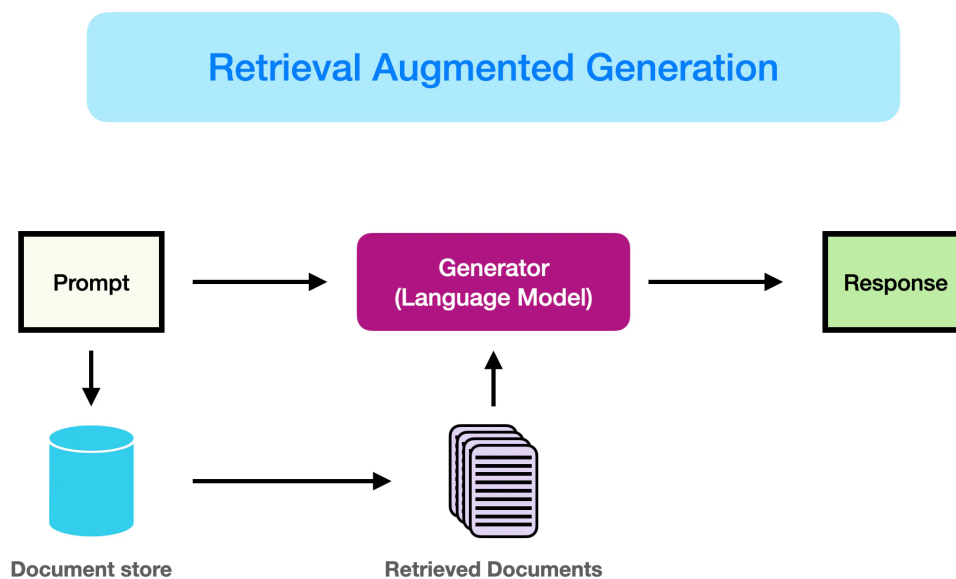 Retrieval Augmented Generation
Prompt
Generator
(Language Model)
Response
Document store
Retrieved Documents